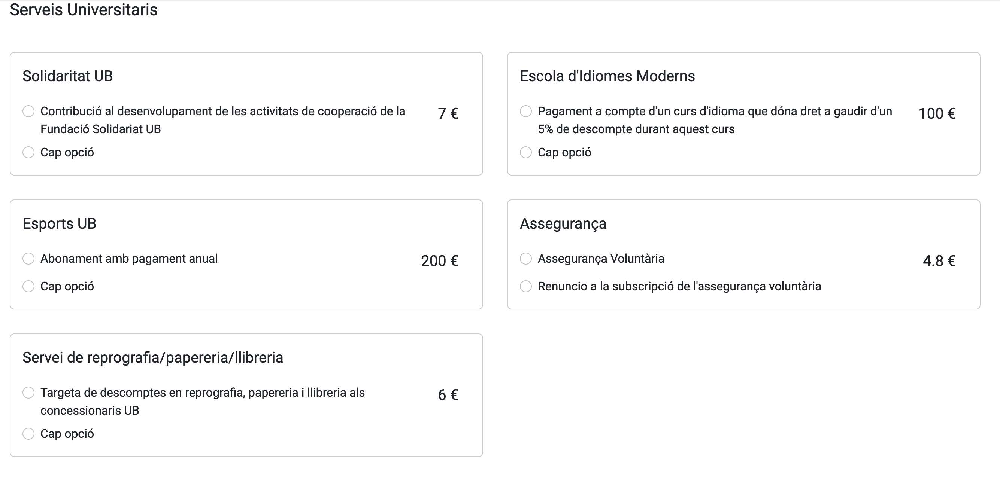 Serveis Universitaris
Solidaritat UB
Contribució al desenvolupament de les activitats de cooperació de la
Fundació Solidariat UB
7 €
Cap opció
Escola d'Idiomes Moderns
Pagament a compte d'un curs d'idioma que dóna dret a gaudir d'un
5% de descompte durant aquest curs
100 €
Cap opció
Esports UB
Abonament amb pagament anual
200 €
Cap opció
Assegurança
Assegurança Voluntària
4.8 €
Renuncio a la subscripció de l'assegurança voluntària
Servei de reprografia/papereria/llibreria
Targeta de descomptes en reprografia, papereria i llibreria als
concessionaris UB
6 €
Cap opció